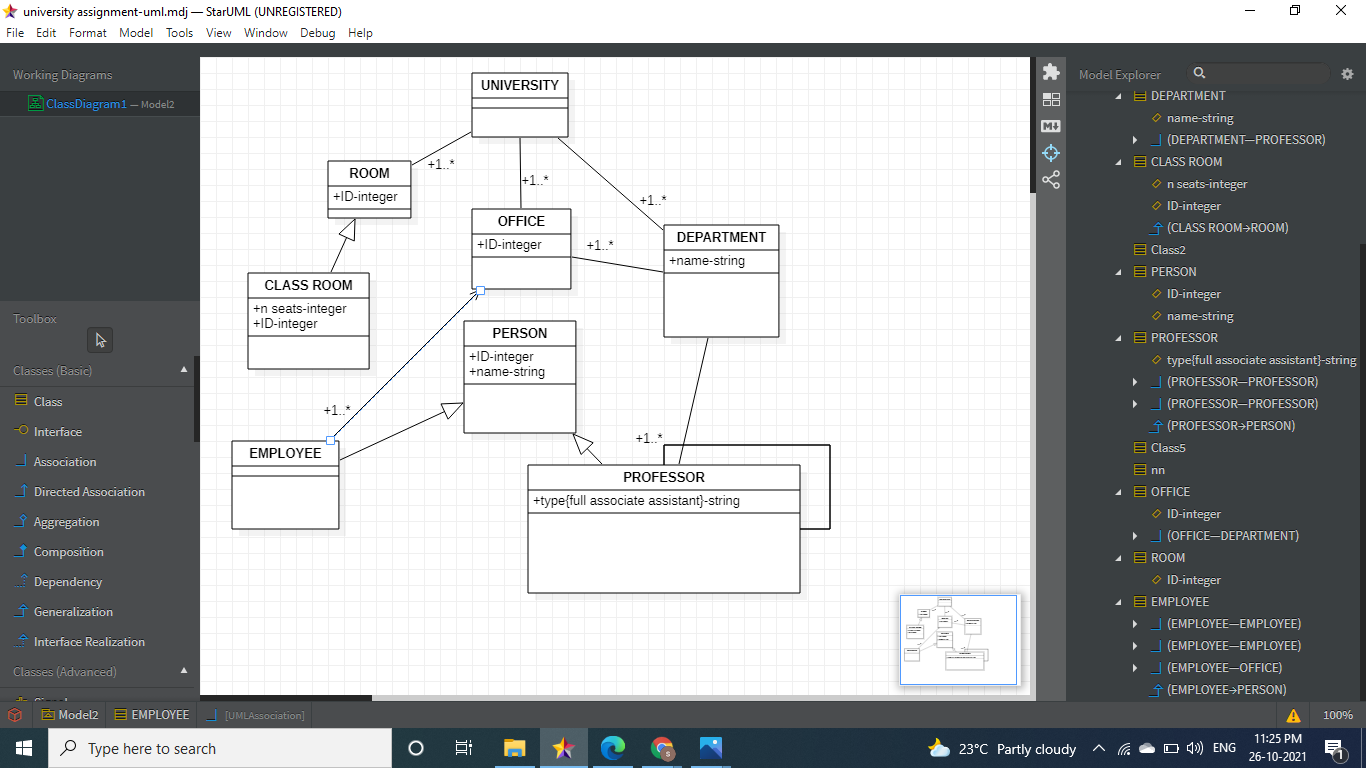 university assignment-uml.mdj — StarUML (UNREGISTERED)
File Edit Format Model Tools View Window Debug Help
Working Diagrams
ClassDiagram1 — Model2
Toolbox
Classes (Basic)
Class
Interface
Association
Directed Association
Aggregation
Composition
Dependency
Generalization
Interface Realization
Classes (Advanced)
UNIVERSITY
+1..*
ROOM
+ID-integer
+1..*
+1..*
OFFICE
+ID-integer
+1..*
DEPARTMENT
+name-string
CLASS ROOM
+n seats-integer
+ID-integer
PERSON
+ID-integer
+name-string
+1..*
EMPLOYEE
+1..*
PROFESSOR
+type{full associate assistant}-string
Model Explorer
DEPARTMENT
name-string
(DEPARTMENT—PROFESSOR)
CLASS ROOM
n seats-integer
ID-integer
(CLASS ROOM→ROOM)
Class2
PERSON
ID-integer
name-string
PROFESSOR
type{full associate assistant}-string
(PROFESSOR—PROFESSOR)
(PROFESSOR—PROFESSOR)
(PROFESSOR→PERSON)
Class5
nn
OFFICE
ID-integer
(OFFICE—DEPARTMENT)
ROOM
ID-integer
EMPLOYEE
(EMPLOYEE—EMPLOYEE)
(EMPLOYEE—EMPLOYEE)
(EMPLOYEE—OFFICE)
(EMPLOYEE→PERSON)
Model2 EMPLOYEE [UMLAssociation] 100%
Type here to search
23°C Partly cloudy ENG
11:25 PM
26-10-2021
1